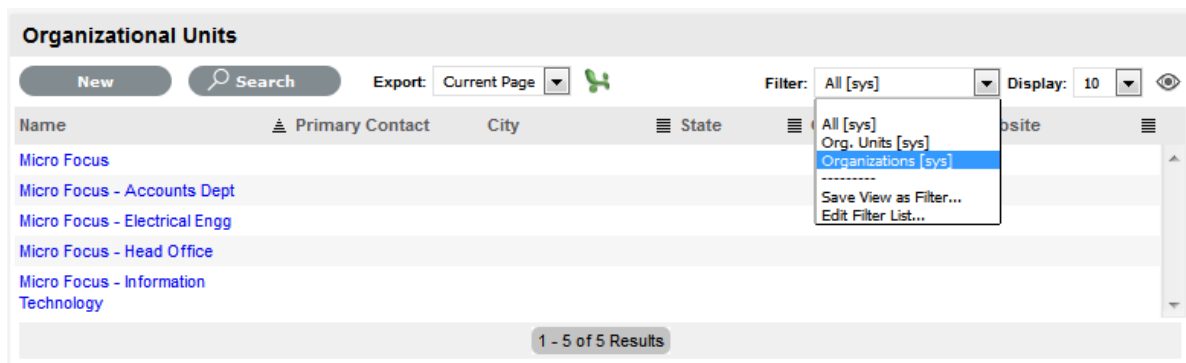 Organizational Units
New Search Export: Current Page Filter: All [sys] Display: 10
Name Primary Contact City State
All [sys]
Org. Units [sys]
Organizations [sys]
---------
Save View as Filter...
Edit Filter List...
Micro Focus
Micro Focus - Accounts Dept
Micro Focus - Electrical Engg
Micro Focus - Head Office
Micro Focus - Information
Technology
1 - 5 of 5 Results